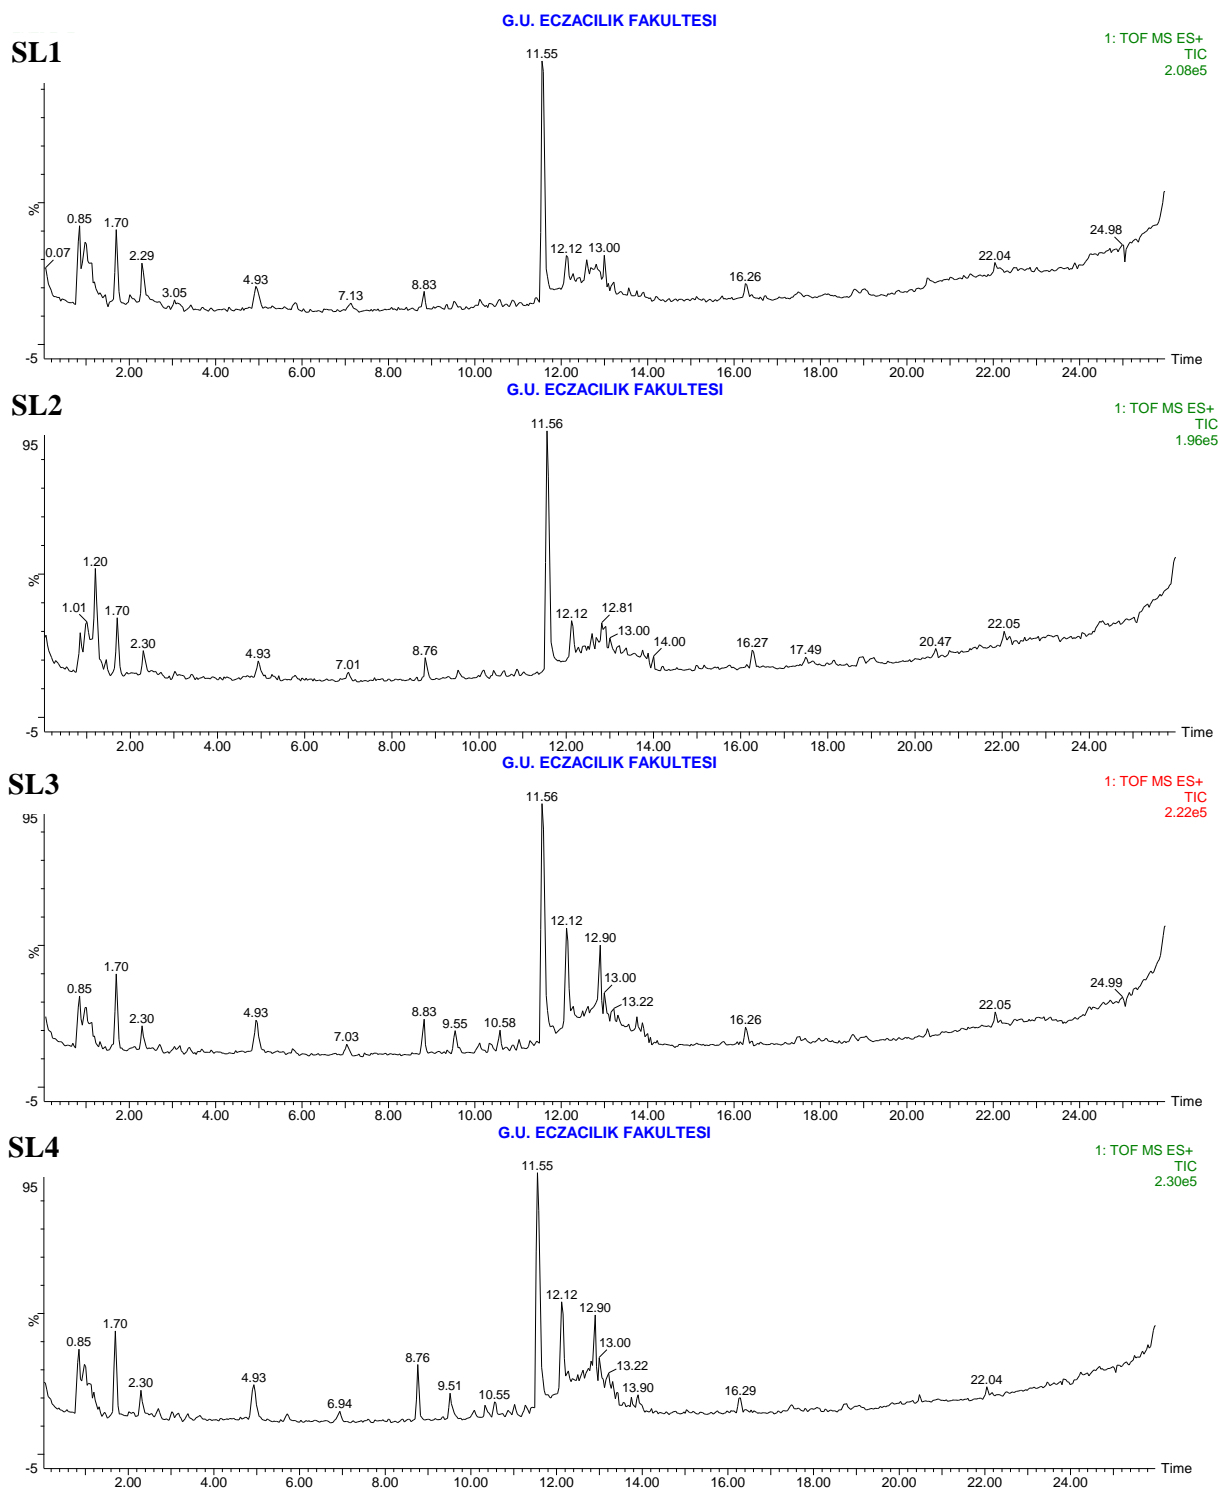 G.U. ECZACILIK FAKULTESI
SL1
1: TOF MS ES+
TIC
2.08e5
11.55
%
0.07
0.85
1.70
2.29
3.05
4.93
7.13
8.83
12.12
13.00
16.26
22.04
24.98
-5
2.00 4.00 6.00 8.00 10.00 12.00 14.00 16.00 18.00 20.00 22.00 24.00
Time
G.U. ECZACILIK FAKULTESI
SL2
1: TOF MS ES+
TIC
1.96e5
95
11.56
%
1.01
1.20
1.70
2.30
4.93
7.01
8.76
12.12
12.81
13.00
14.00
16.27
17.49
20.47
22.05
-5
2.00 4.00 6.00 8.00 10.00 12.00 14.00 16.00 18.00 20.00 22.00 24.00
Time
G.U. ECZACILIK FAKULTESI
SL3
1: TOF MS ES+
TIC
2.22e5
95
11.56
%
0.85
1.70
2.30
4.93
7.03
8.83
9.55
10.58
12.12
12.90
13.00
13.22
16.26
22.05
24.99
-5
2.00 4.00 6.00 8.00 10.00 12.00 14.00 16.00 18.00 20.00 22.00 24.00
Time
G.U. ECZACILIK FAKULTESI
SL4
1: TOF MS ES+
TIC
2.30e5
95
11.55
%
0.85
1.70
2.30
4.93
6.94
8.76
9.51
10.55
12.12
12.90
13.00
13.22
13.90
16.29
22.04
-5
2.00 4.00 6.00 8.00 10.00 12.00 14.00 16.00 18.00 20.00 22.00 24.00
Time